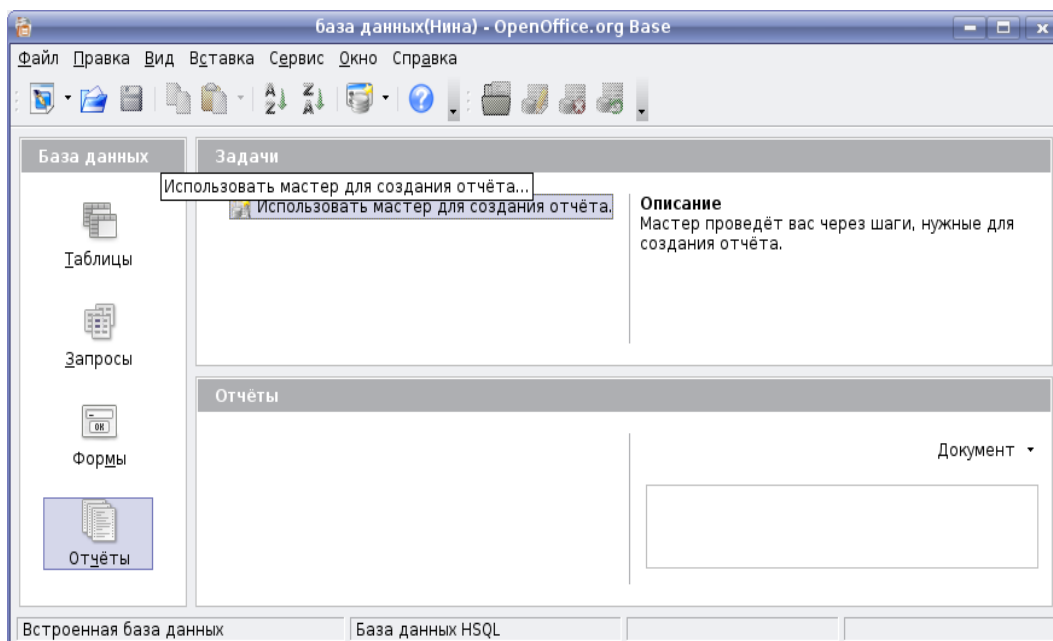 база данных(Нина) - OpenOffice.org Base
Файл Правка Вид Вставка Сервис Окно Справка
База данных
Задачи
Использовать мастер для создания отчёта...
Использовать мастер для создания отчёта.
Описание
Мастер проведёт вас через шаги, нужные для
создания отчёта.
Таблицы
Запросы
Формы
Отчёты
Отчёты
Документ
Встроенная база данных
База данных HSQL